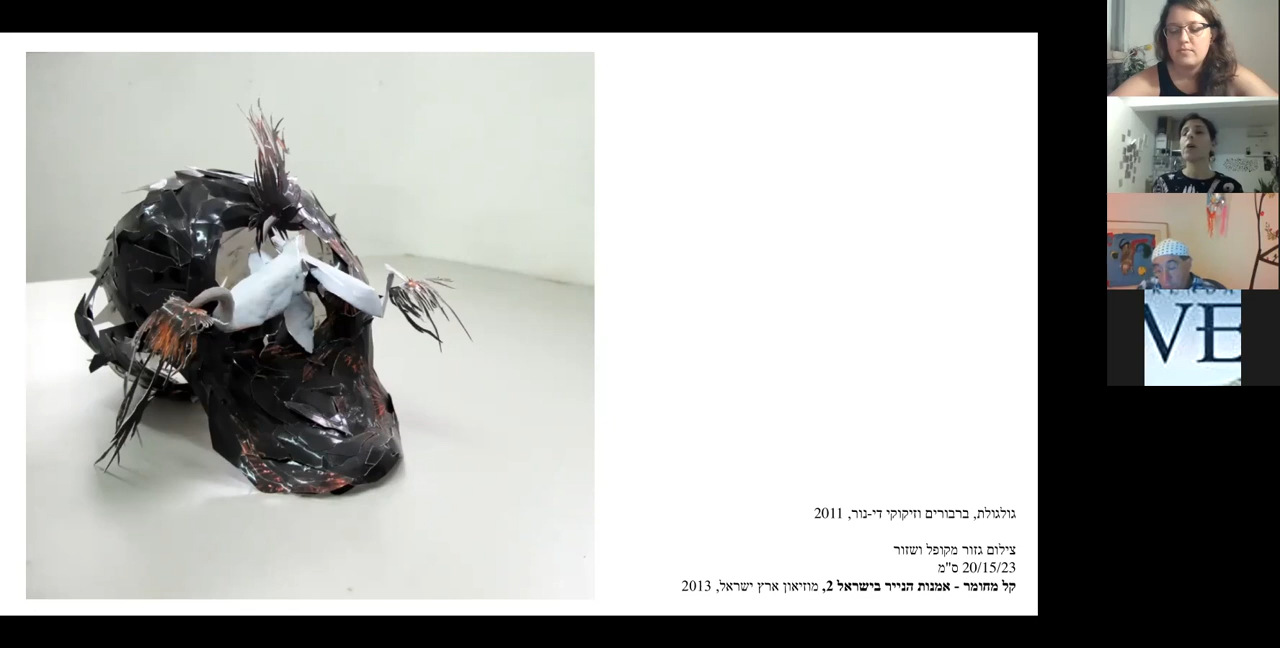 גולגולת, ברבורים וזיקוקי די-נור, 2011
צילום גזור מקופל ושזור
20/15/23 ס"מ
קל מחומר - אמנות הנייר בישראל 2, מוזיאון ארץ ישראל, 2013
VE